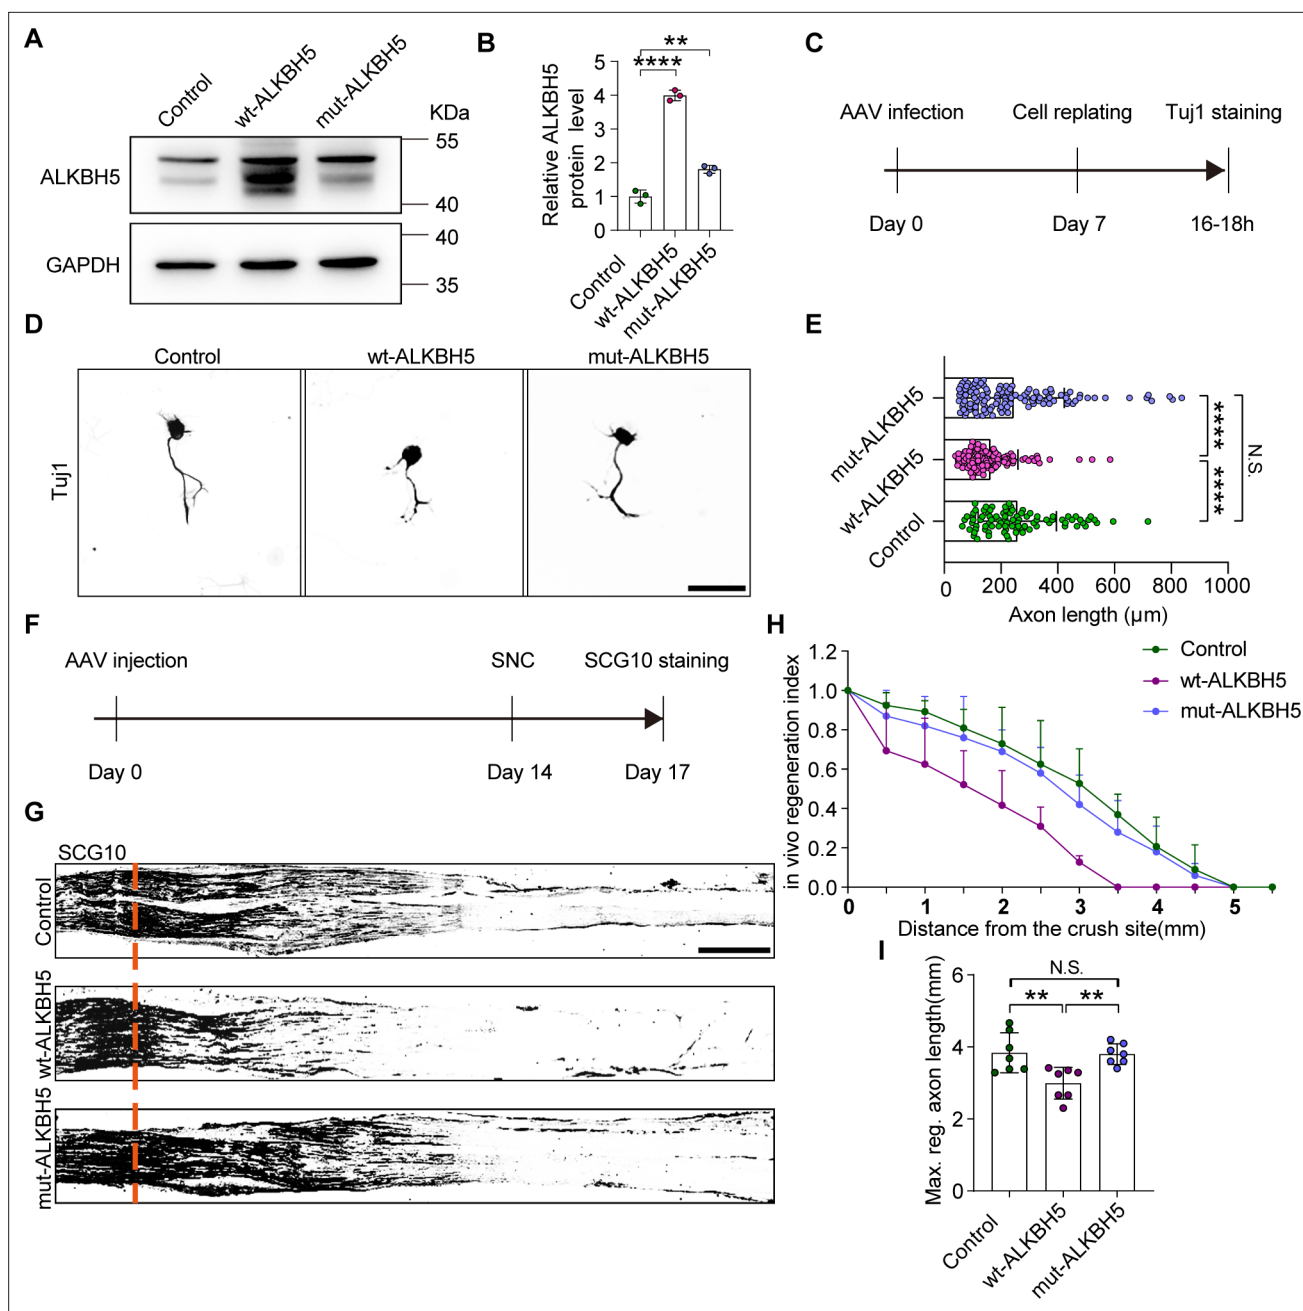 A
Control
wt-ALKBH5
mut-ALKBH5
KDa
55
ALKBH5
40
40
GAPDH
35
B
**
****
Relative ALKBH5
protein level
5
4
3
2
1
0
Control
wt-ALKBH5
mut-ALKBH5
C
AAV infection
Cell replating
Tuj1 staining
Day 0
Day 7
16-18h
D
Control
wt-ALKBH5
mut-ALKBH5
Tuj1
E
mut-ALKBH5
wt-ALKBH5
Control
****
****
N.S.
0
200
400
600
800
1000
Axon length (μm)
F
AAV injection
SNC
SCG10 staining
Day 0
Day 14
Day 17
G
SCG10
Control
wt-ALKBH5
mut-ALKBH5
H
in vivo regeneration index
1.2
1.0
0.8
0.6
0.4
0.2
0.0
0
1
2
3
4
5
Distance from the crush site(mm)
Control
wt-ALKBH5
mut-ALKBH5
I
Max. reg. axon length(mm)
6
4
2
0
N.S.
**
**
Control
wt-ALKBH5
mut-ALKBH5